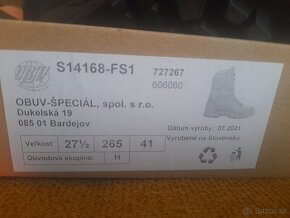 S14168-FS1
727267
606060
OBUV-ŠPECIÁL, spol. s r.o.
Dukelská 19
085 01 Bardejov
Dátum výroby: 07.2021
Vyrobené na Slovensku
Veľkosť 27½ 265 41
Obvodová skupina: H
bazar.sk